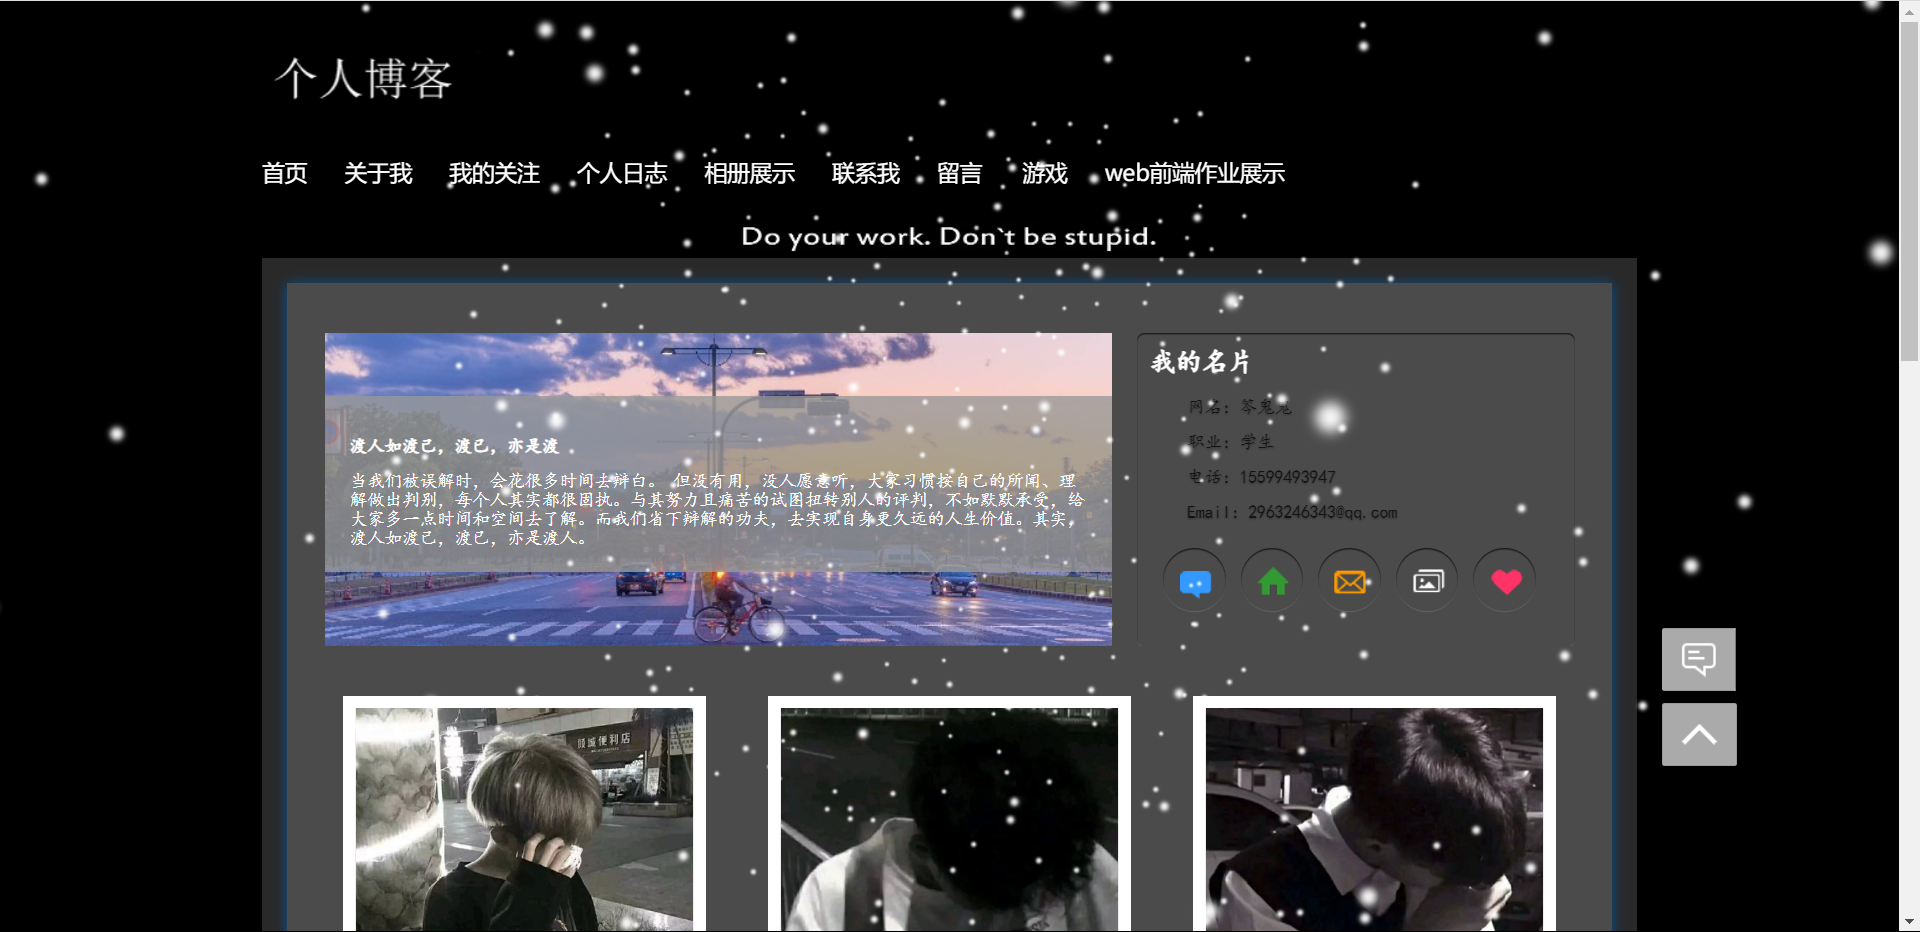 个人博客
首页 关于我 我的关注 个人日志 相册展示 联系我 留言 游戏 web前端作业展示
Do your work. Don`t be stupid.
渡人如渡己，渡已，亦是渡
当我们被误解时，会花很多时间去辩白。 但没有用，没人愿意听，大家习惯按自己的所闻、理
解做出判别，每个人其实都很固执。与其努力且痛苦的试图扭转别人的评判，不如默默承受，给
大家多一点时间和空间去了解。而我们省下辩解的功夫，去实现自身更久远的人生价值。其实，
渡人如渡己，渡已，亦是渡人。
我的名片
网名：
职业：学生
电话：15599493947
Email：2963246343@qq.com
便利店